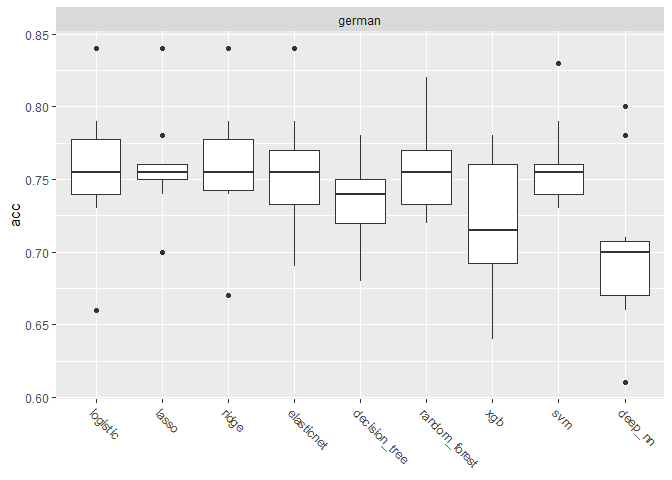 german
0.85
0.80
0.75
0.70
0.65
0.60
acc
logistic
lasso
ridge
elasticnet
decision_tree
random_forest
xgb
svm
deep_nn